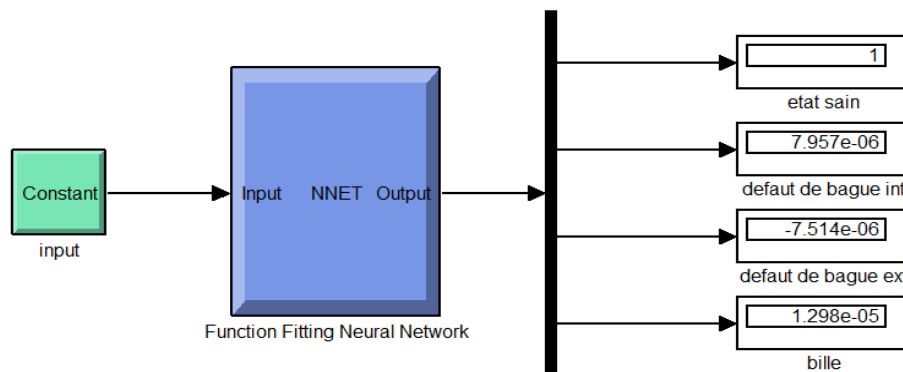 Constant
input
Input NNET Output
Function Fitting Neural Network
1
etat sain
7.957e-06
defaut de bague int
-7.514e-06
defaut de bague ex
1.298e-05
bille